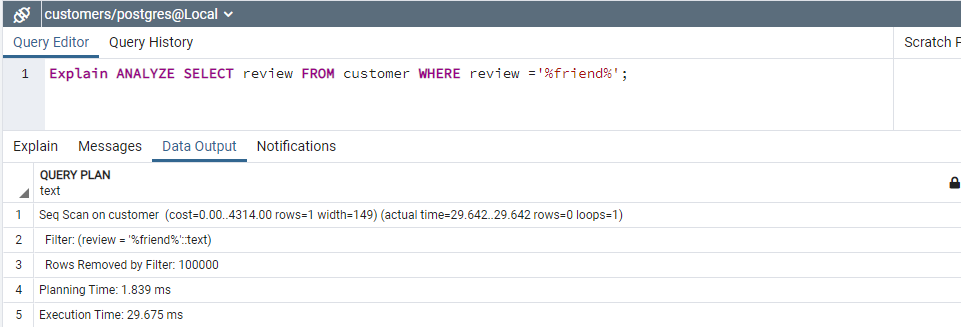 customers/postgres@Local
Query Editor Query History Scratch P
1 Explain ANALYZE SELECT review FROM customer WHERE review ='%friend%';
Explain Messages Data Output Notifications
QUERY PLAN
text
1 Seq Scan on customer (cost=0.00..4314.00 rows=1 width=149) (actual time=29.642..29.642 rows=0 loops=1)
2 Filter: (review = '%friend%'::text)
3 Rows Removed by Filter: 100000
4 Planning Time: 1.839 ms
5 Execution Time: 29.675 ms